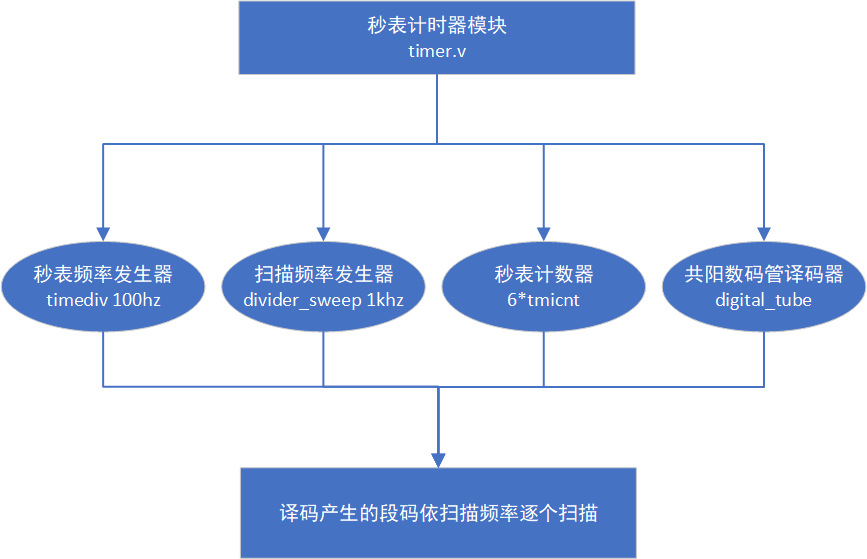 秒表计时器模块
timer.v
秒表频率发生器
timediv 100hz
扫描频率发生器
divider_sweep 1khz
秒表计数器
6*tmicnt
共阳数码管译码器
digital_tube
译码产生的段码依扫描频率逐个扫描